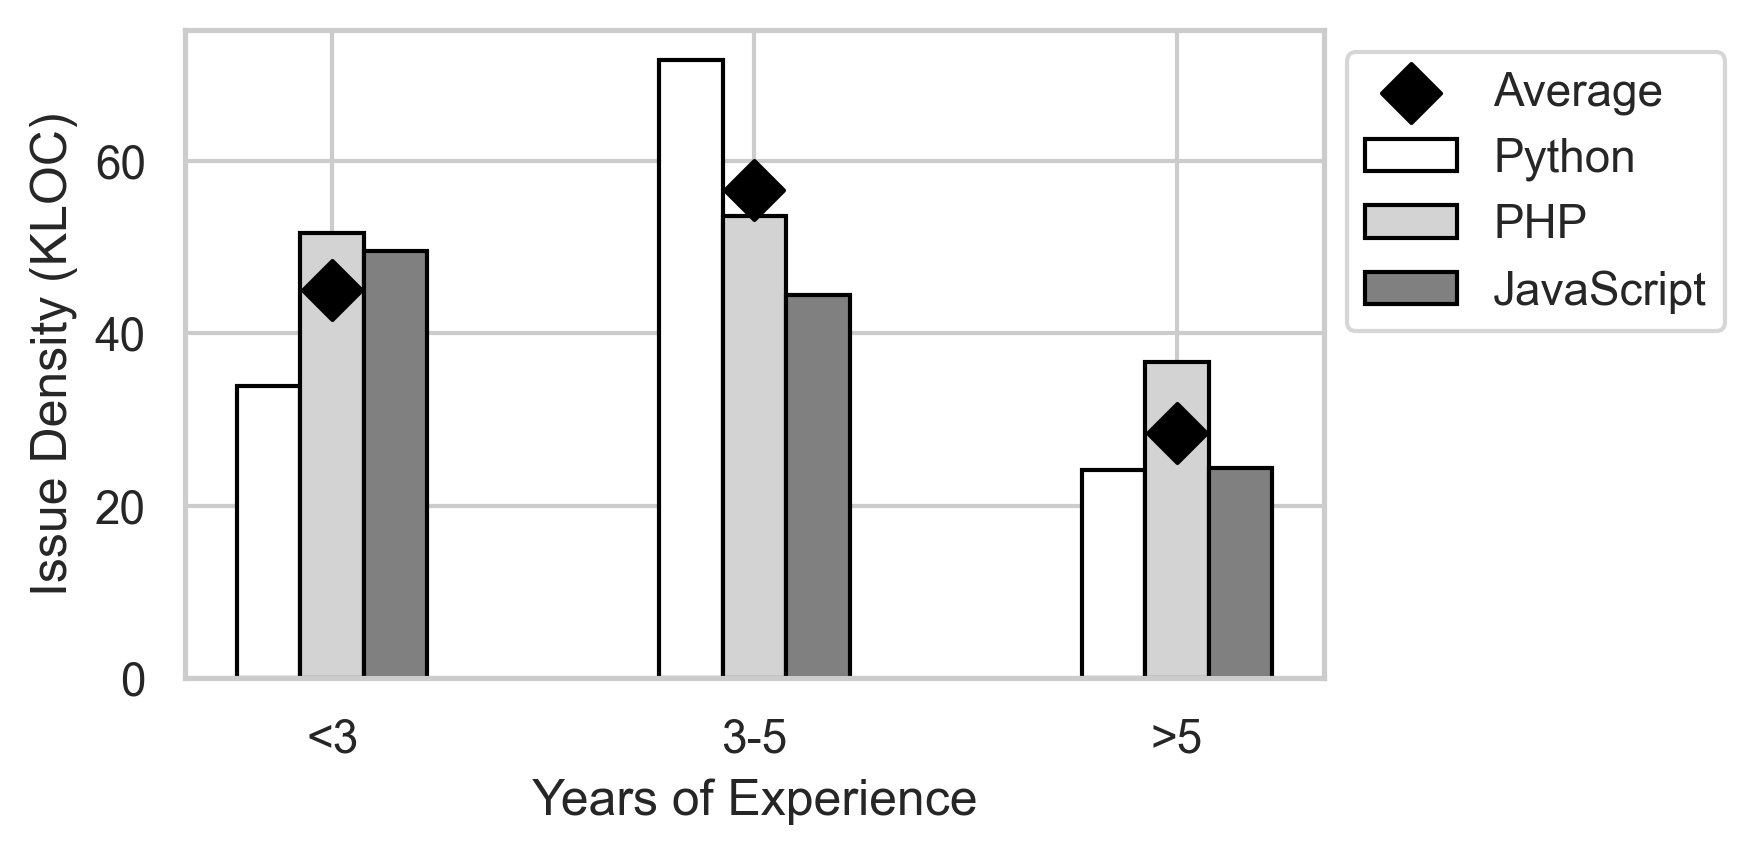 Issue Density (KLOC)
60
40
20
0
<3
3-5
>5
Years of Experience
Average
Python
PHP
JavaScript